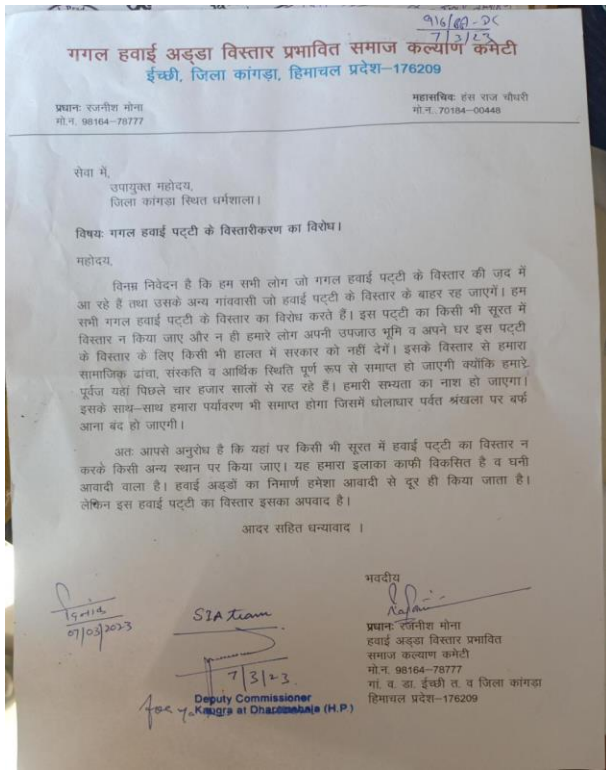 916/RA-DC
7/3/23
गगल हवाई अड्डा विस्तार प्रभावित समाज कल्याण कमेटी
ईच्छी, जिला कांगड़ा, हिमाचल प्रदेश–176209
प्रधानः रजनीश मोना
मो.न. 98164–78777
महासचिवः हंस राज चौधरी
मो.न. 70184–00448
सेवा में,
उपायुक्त महोदय,
जिला कांगड़ा स्थित धर्मशाला।
विषयः गगल हवाई पट्टी के विस्तारीकरण का विरोध।
महोदय,
विनम्र निवेदन है कि हम सभी लोग जो गगल हवाई पट्टी के विस्तार की जद में
आ रहे हैं तथा उसके अन्य गांववासी जो हवाई पट्टी के विस्तार के बाहर रह जाएगें। हम
सभी गगल हवाई पट्टी के विस्तार का विरोध करते हैं। इस पट्टी का किसी भी सूरत में
विस्तार न किया जाए और न ही हमारे लोग अपनी उपजाउ भूमि व अपने घर इस पट्टी
के विस्तार के लिए किसी भी हालत में सरकार को नहीं देगें। इसके विस्तार से हमारा
सामाजिक ढांचा, संस्कति व आर्थिक स्थिति पूर्ण रूप से समाप्त हो जाएगी क्योंकि हमारे
पूर्वज यहां पिछले चार हजार सालों से रह रहे हैं। हमारी सभ्यता का नाश हो जाएगा।
इसके साथ–साथ हमारा पर्यावरण भी समाप्त होगा जिसमें धोलाधार पर्वत श्रंखला पर बर्फ
आना बंद हो जाएगी।
अतः आपसे अनुरोध है कि यहां पर किसी भी सूरत में हवाई पट्टी का विस्तार न
करके किसी अन्य स्थान पर किया जाए। यह हमारा इलाका काफी विकसित है व घनी
आवादी वाला है। हवाई अड्डों का निमार्ण हमेशा आवादी से दूर ही किया जाता है।
लेकिन इस हवाई पट्टी का विस्तार इसका अपवाद है।
आदर सहित धन्यावाद ।
भवदीय
दिनांक
07/03/2023
SIA team
7/3/23
Deputy Commissioner
Kangra at Dharamshala (H.P.)
प्रधानः रजनीश मोना
हवाई अड्डा विस्तार प्रभावित
समाज कल्याण कमेटी
मो.न. 98164–78777
गां. व. डा. ईच्छी त. व जिला कांगड़ा
हिमाचल प्रदेश–176209